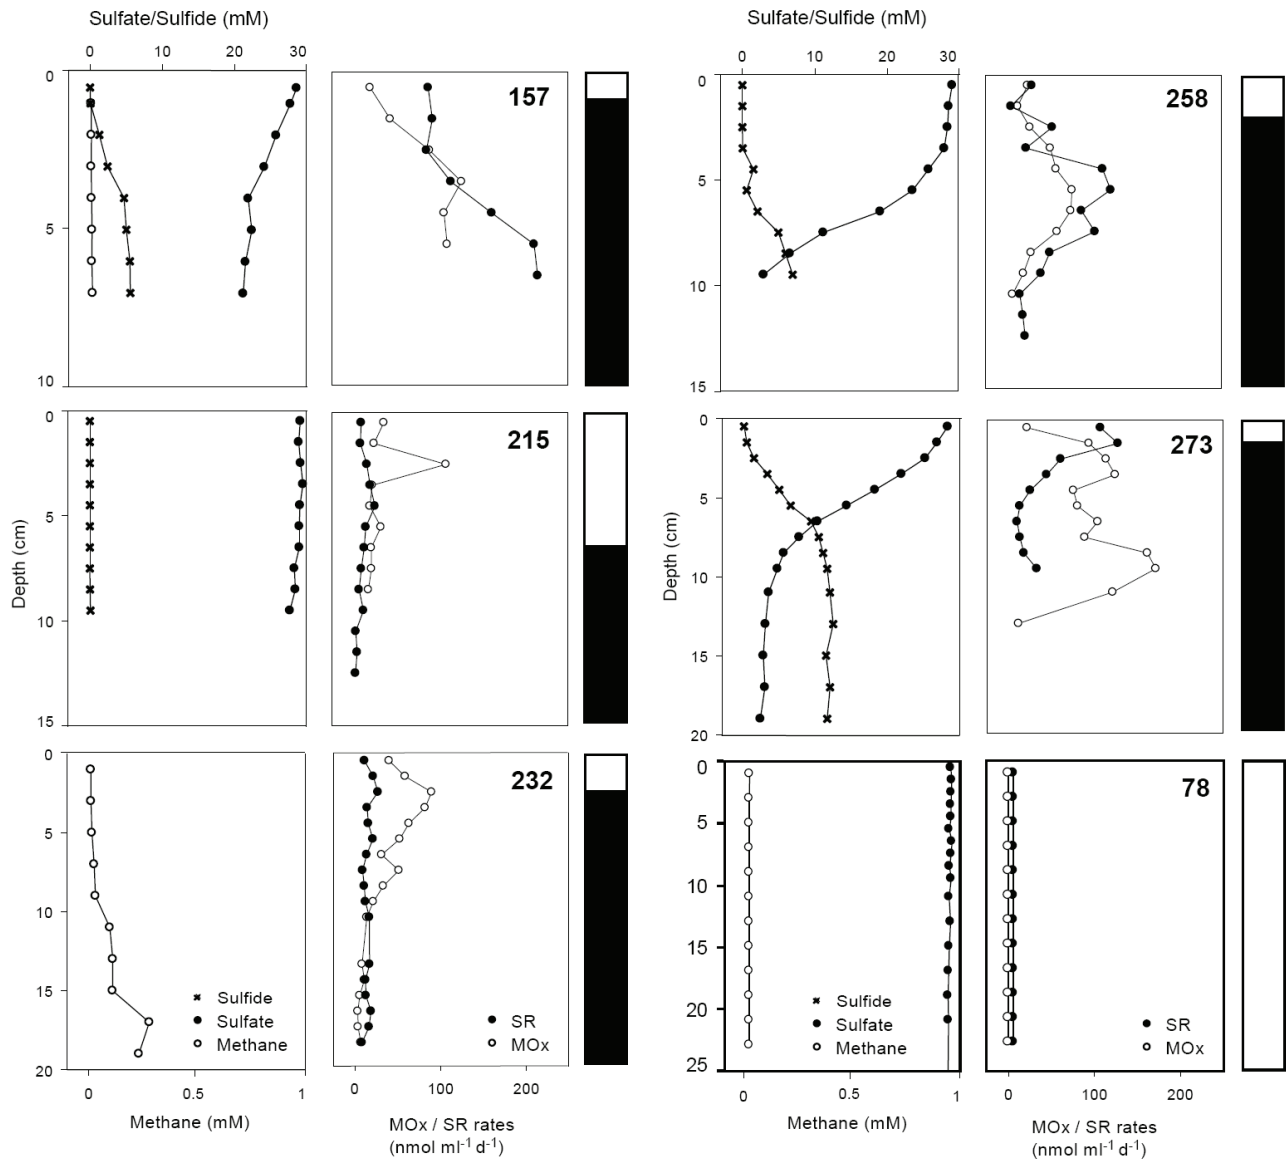 Sulfate/Sulfide (mM)
0 10 20 30
0
5
10
157
0
5
10
15
Depth (cm)
215
0
5
10
15
20
232
Sulfide
Sulfate
Methane
SR
MOx
0 0.5 1
Methane (mM)
0 100 200
MOx / SR rates
(nmol ml-1 d-1)
Sulfate/Sulfide (mM)
0 10 20 30
0
5
10
15
258
0
5
10
15
20
Depth (cm)
273
0
5
10
15
20
25
78
Sulfide
Sulfate
Methane
SR
MOx
0 0.5 1
Methane (mM)
0 100 200
MOx / SR rates
(nmol ml-1 d-1)